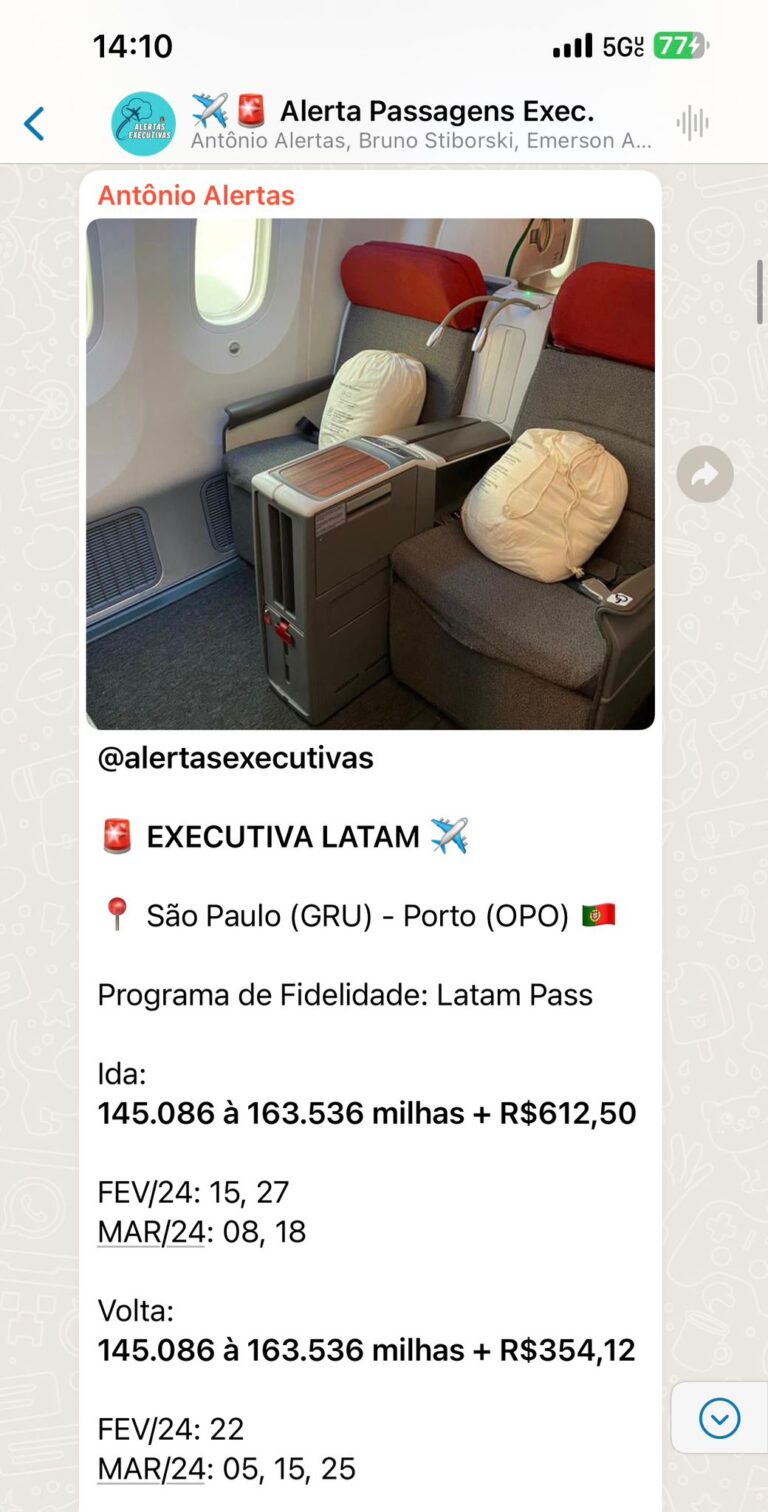 14:10
5G UC
77
✈️🚨 Alerta Passagens Exec.
ALERTAS
EXECUTIVAS
Antônio Alertas, Bruno Stiborski, Emerson A...
Antônio Alertas
@alertasexecutivas
🚨 EXECUTIVA LATAM ✈️
📍 São Paulo (GRU) - Porto (OPO) 🇵🇹
Programa de Fidelidade: Latam Pass
Ida:
145.086 à 163.536 milhas + R$612,50
FEV/24: 15, 27
MAR/24: 08, 18
Volta:
145.086 à 163.536 milhas + R$354,12
FEV/24: 22
MAR/24: 05, 15, 25